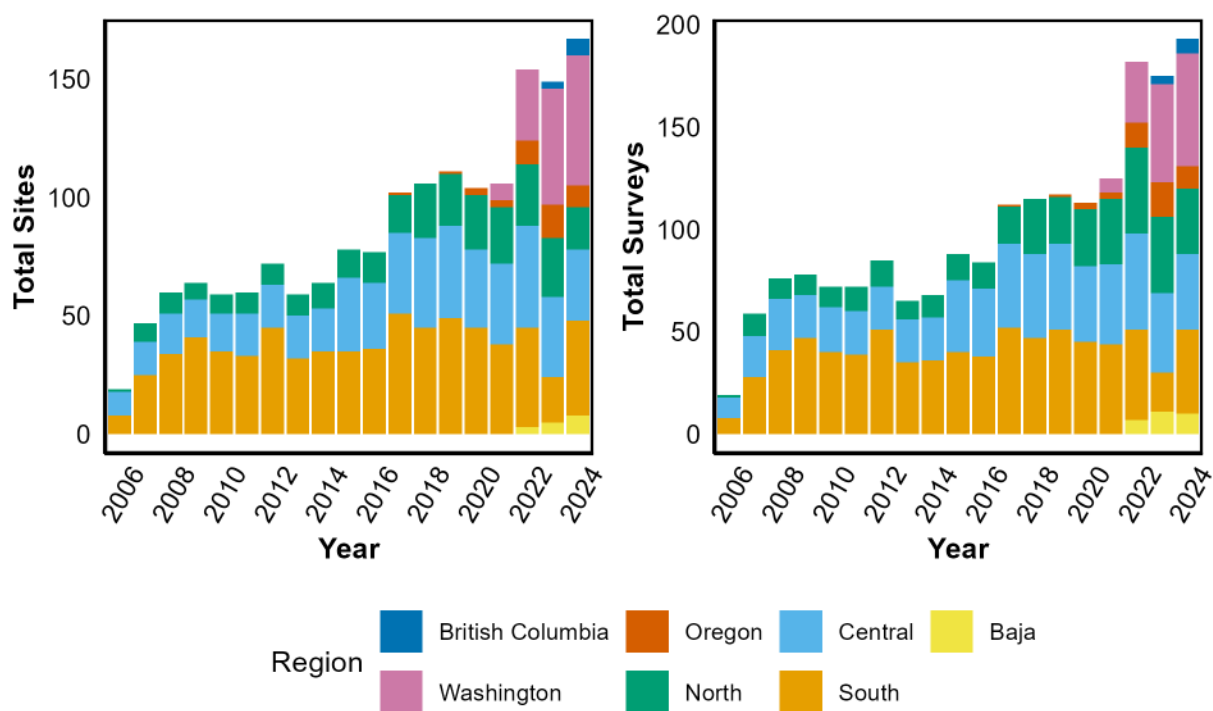 Total Sites
150
100
50
0
2006 2008 2010 2012 2014 2016 2018 2020 2022 2024
Year
Total Surveys
200
150
100
50
0
2006 2008 2010 2012 2014 2016 2018 2020 2022 2024
Year
Region
British Columbia Oregon Central Baja
Washington North South